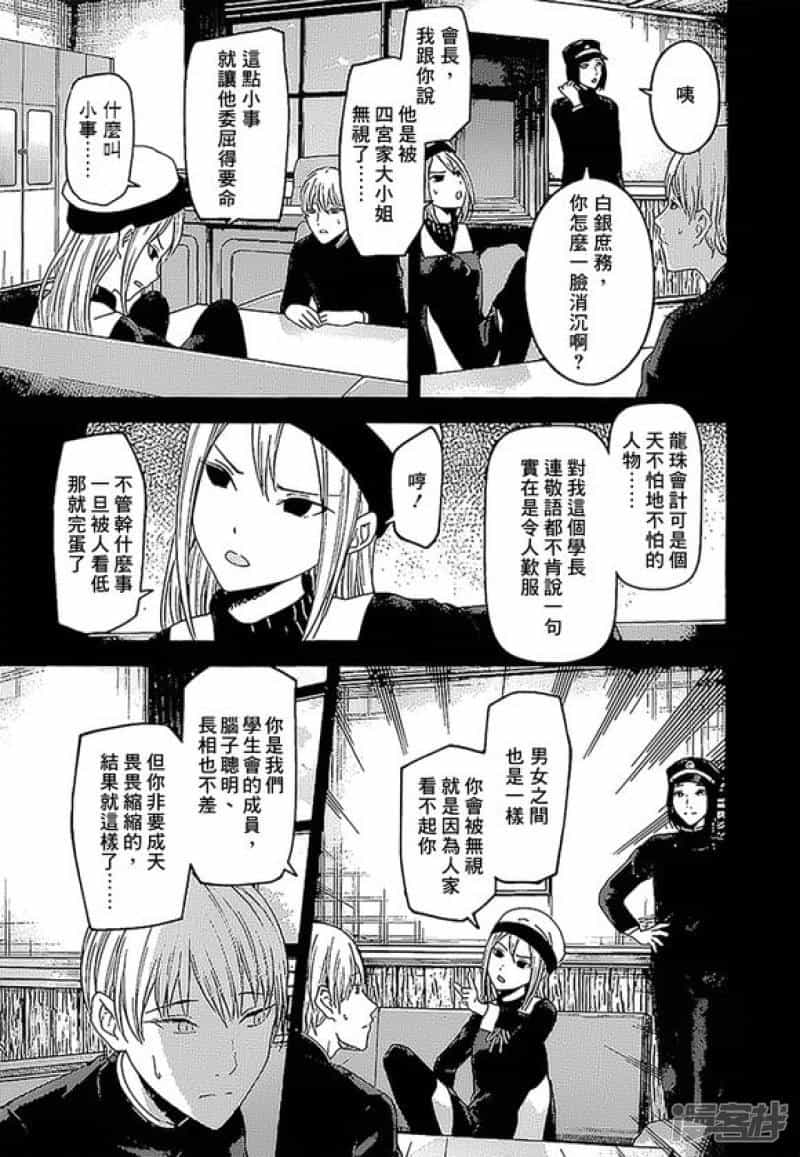 咦
白銀庶務，
你怎麼一臉消沉啊？
會長，
我跟你說
他是被
四宮家大小姐
無視了…
這點小事
就讓他委屈得要命
什麼叫
小事…
龍珠會計可是個
天不怕地不怕的
人物……
對我這個學長
連敬語都不肯說一句
實在是令人歎服
哼！
不管幹什麼事
一旦被人看低
那就完蛋了
男女之間
也是一樣
你會被無視
就是因為人家
看不起你
你是我們
學生會的成員，
腦子聰明、
長相也不差
但你非要成天
畏畏縮縮的，
結果就這樣了…
漫客栈